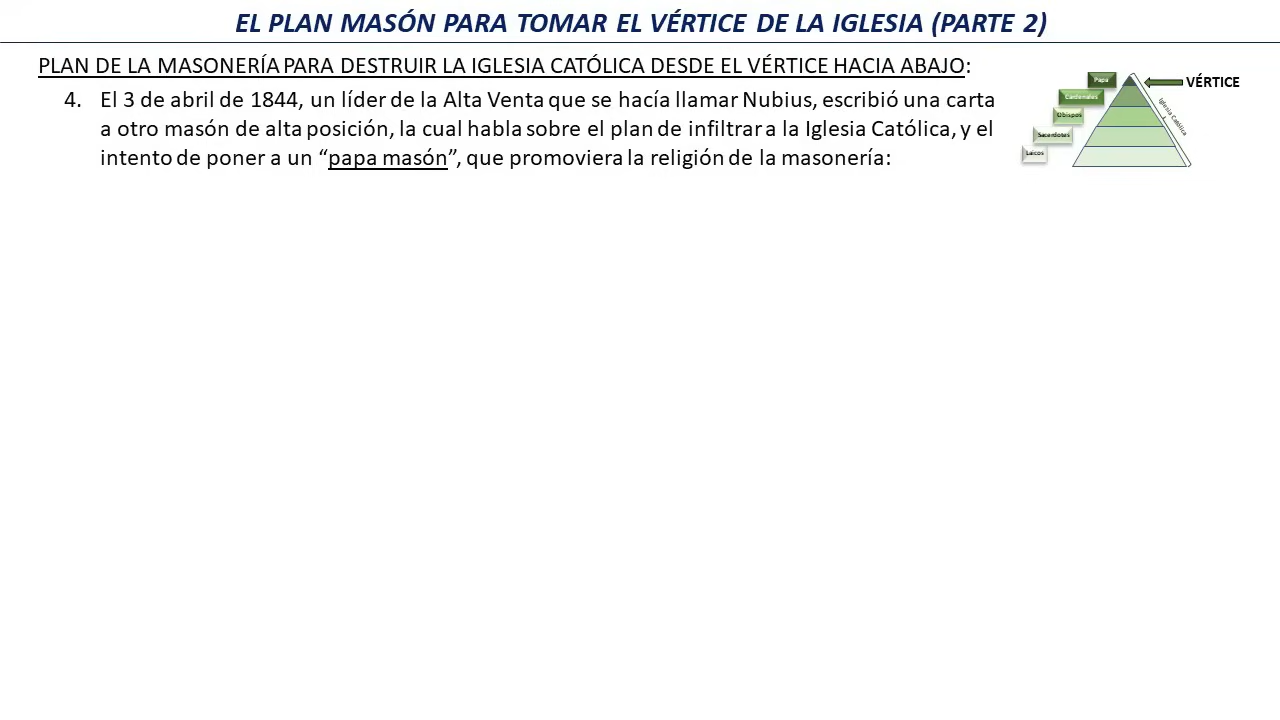 EL PLAN MASÓN PARA TOMAR EL VÉRTICE DE LA IGLESIA (PARTE 2)
PLAN DE LA MASONERÍA PARA DESTRUIR LA IGLESIA CATÓLICA DESDE EL VÉRTICE HACIA ABAJO:
4. El 3 de abril de 1844, un líder de la Alta Venta que se hacía llamar Nubius, escribió una carta
a otro masón de alta posición, la cual habla sobre el plan de infiltrar a la Iglesia Católica, y el
intento de poner a un “papa masón”, que promoviera la religión de la masonería:
Papa
VÉRTICE
Cardenales
Obispos
Sacerdotes
Laicos
Iglesia Católica